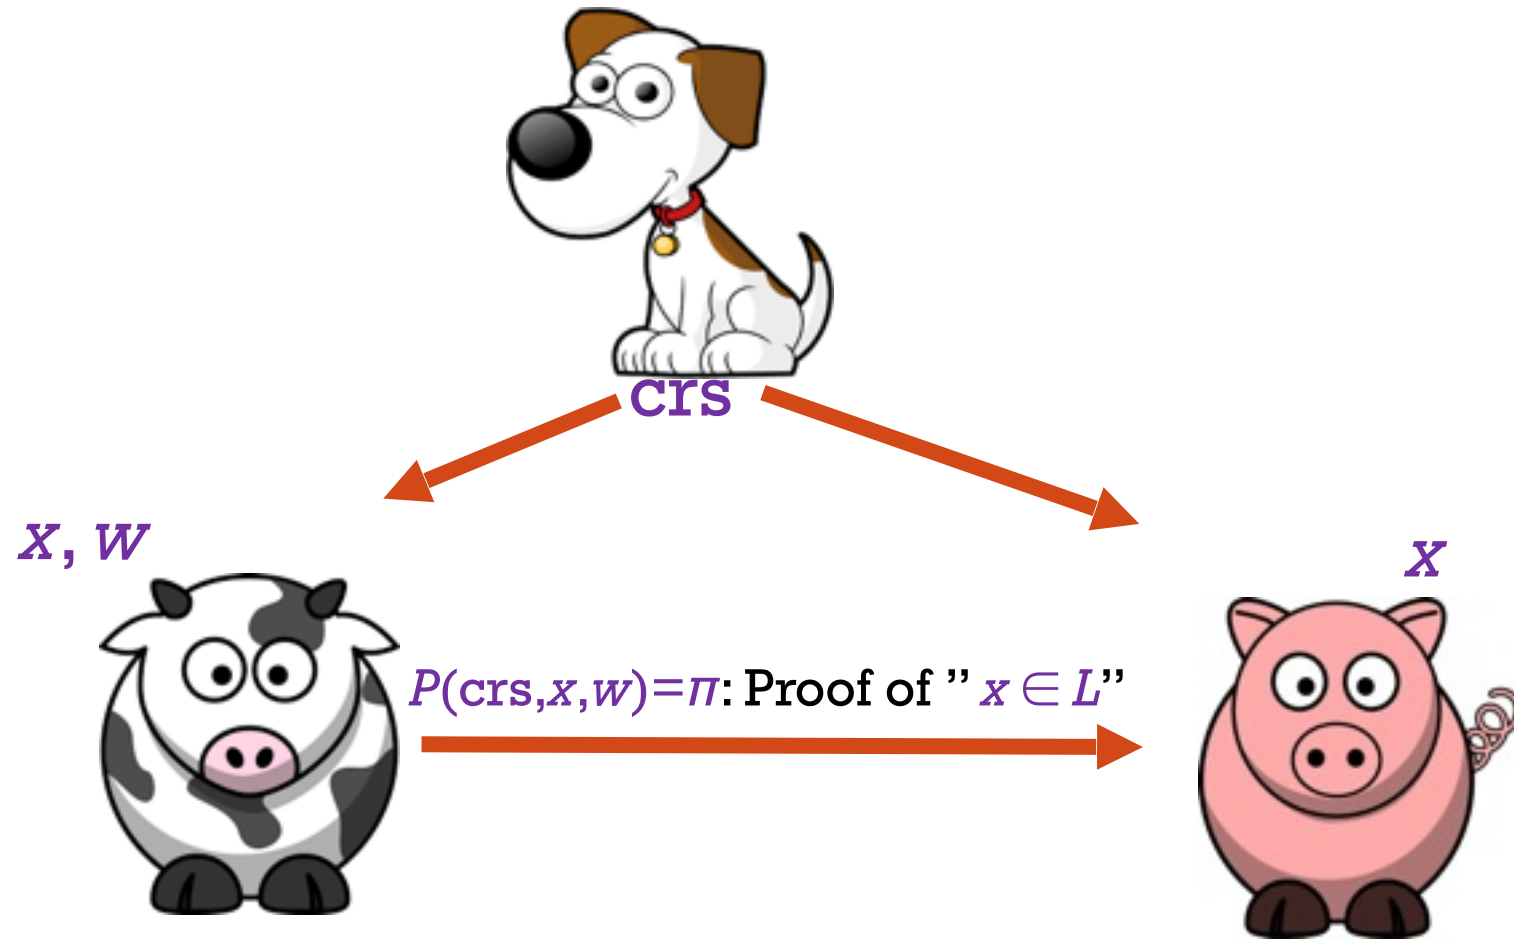 crs
x, w
x
P(crs,x,w)=π: Proof of ” x ∈ L”